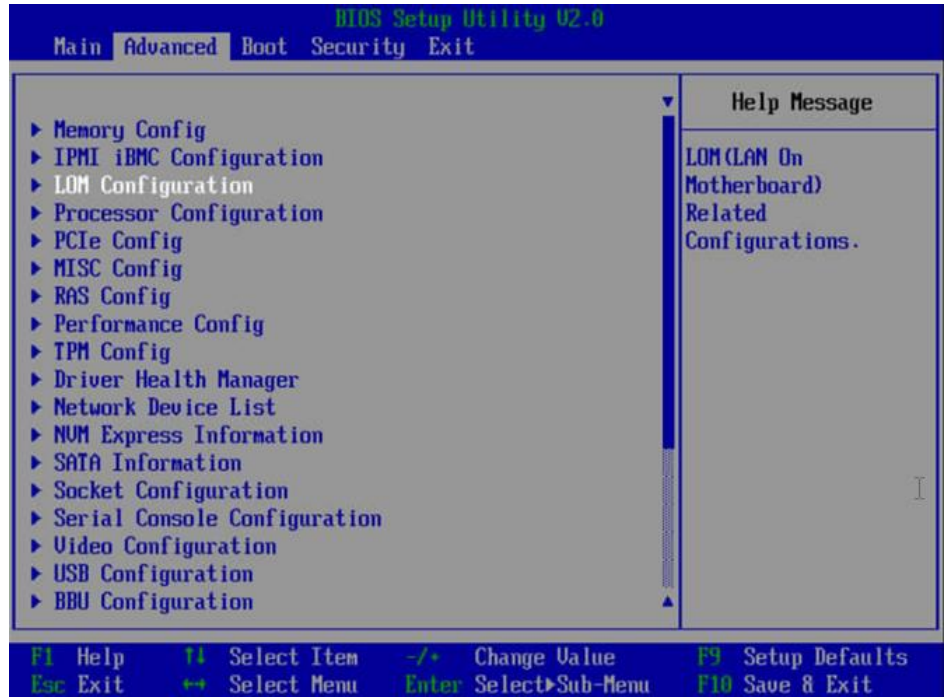 BIOS Setup Utility V2.0
Main Advanced Boot Security Exit
Help Message
Memory Config
IPMI iBMC Configuration
LOM Configuration
Processor Configuration
PCIe Config
MISC Config
RAS Config
Performance Config
TPM Config
Driver Health Manager
Network Device List
NVM Express Information
SATA Information
Socket Configuration
Serial Console Configuration
Video Configuration
USB Configuration
BBU Configuration
LOM(LAN On
Motherboard)
Related
Configurations.
F1 Help ↑↓ Select Item -/+ Change Value F9 Setup Defaults
Esc Exit ↔ Select Menu Enter Select▶Sub-Menu F10 Save & Exit